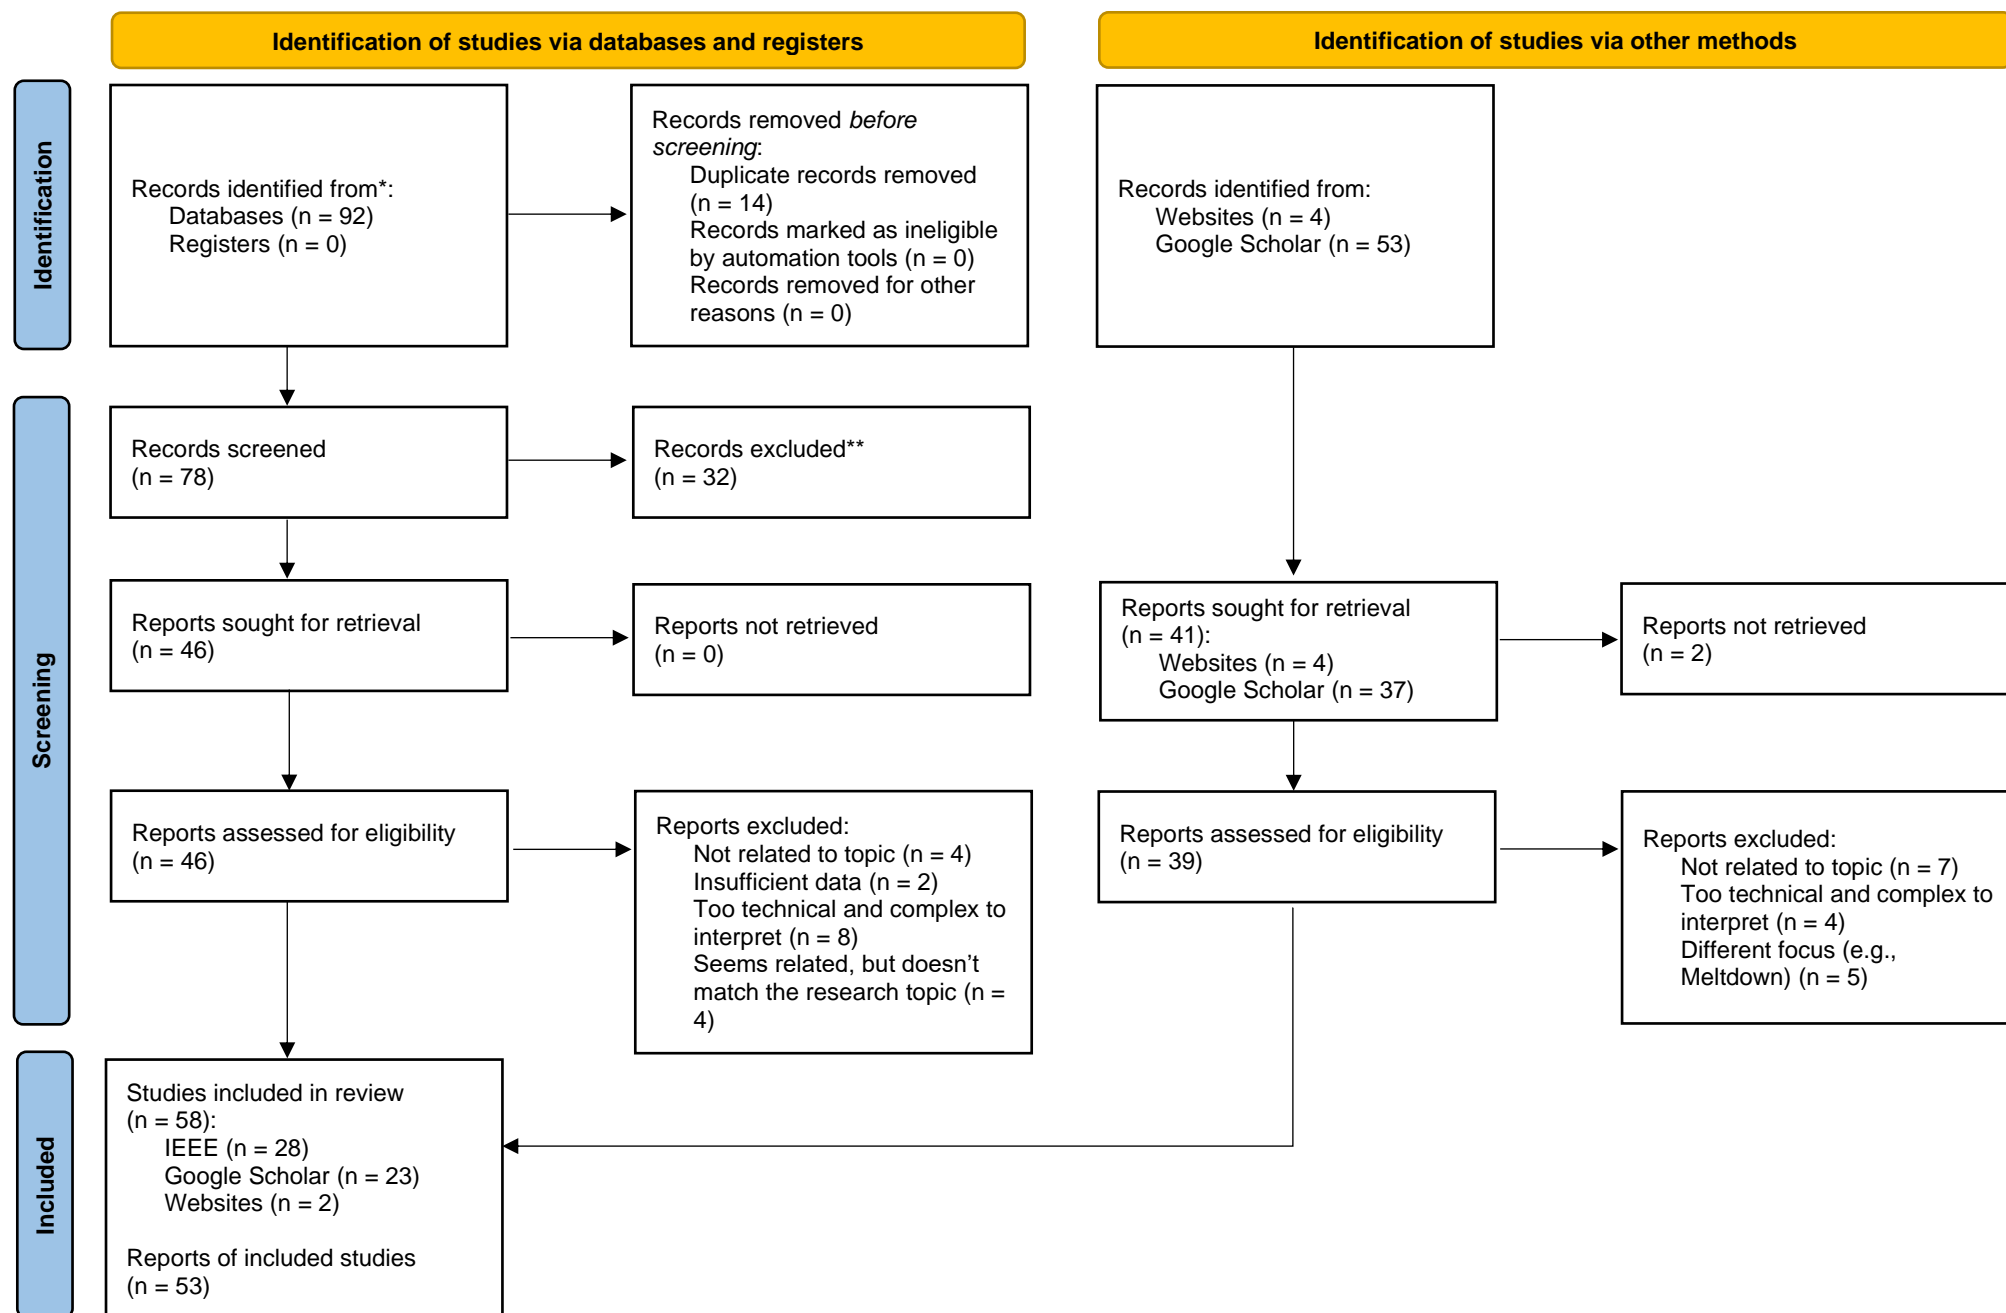 Identification of studies via databases and registers
Identification of studies via other methods
Identification
Records identified from*:
Databases (n = 92)
Registers (n = 0)
Records removed before
screening:
Duplicate records removed
(n = 14)
Records marked as ineligible
by automation tools (n = 0)
Records removed for other
reasons (n = 0)
Records identified from:
Websites (n = 4)
Google Scholar (n = 53)
Screening
Records screened
(n = 78)
Records excluded**
(n = 32)
Reports sought for retrieval
(n = 46)
Reports not retrieved
(n = 0)
Reports sought for retrieval
(n = 41):
Websites (n = 4)
Google Scholar (n = 37)
Reports not retrieved
(n = 2)
Reports assessed for eligibility
(n = 46)
Reports excluded:
Not related to topic (n = 4)
Insufficient data (n = 2)
Too technical and complex to
interpret (n = 8)
Seems related, but doesn’t
match the research topic (n =
4)
Reports assessed for eligibility
(n = 39)
Reports excluded:
Not related to topic (n = 7)
Too technical and complex to
interpret (n = 4)
Different focus (e.g.,
Meltdown) (n = 5)
Included
Studies included in review
(n = 58):
IEEE (n = 28)
Google Scholar (n = 23)
Websites (n = 2)
Reports of included studies
(n = 53)